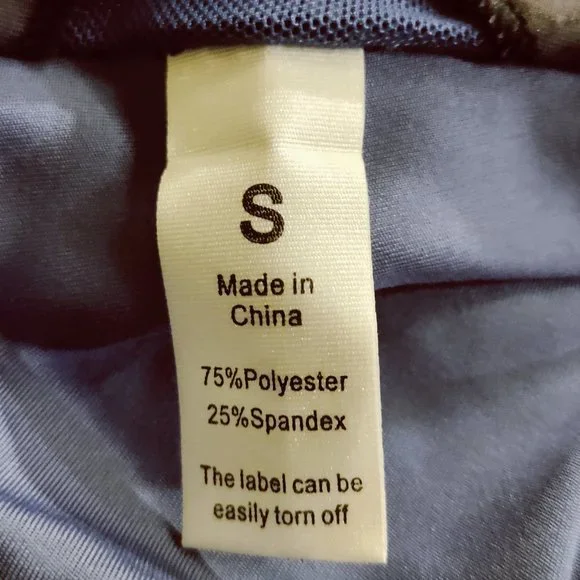 S
Made in
China
75%Polyester
25%Spandex
The label can be
easily torn off